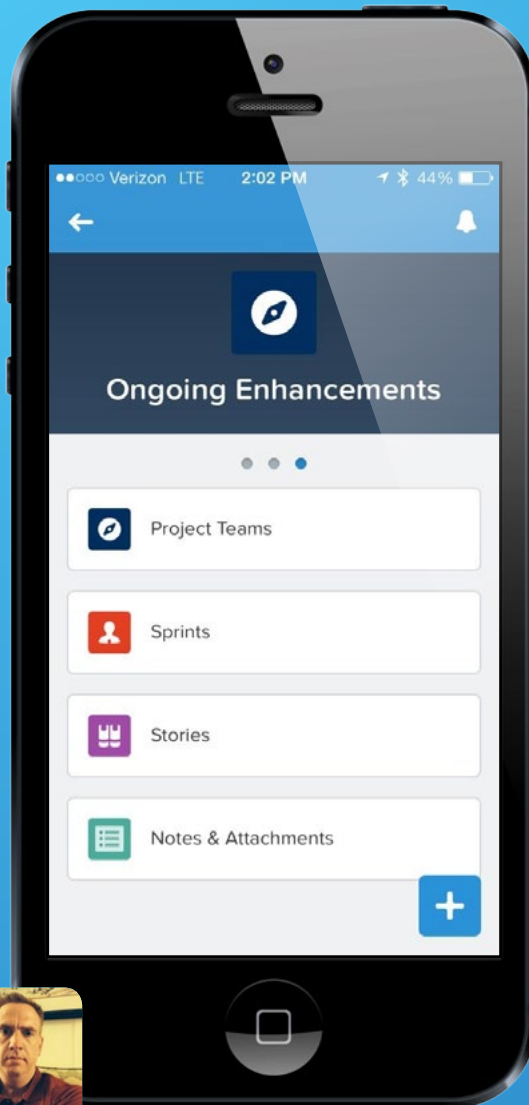 Verizon LTE 2:02 PM 44%
Ongoing Enhancements
Project Teams
Sprints
Stories
Notes & Attachments